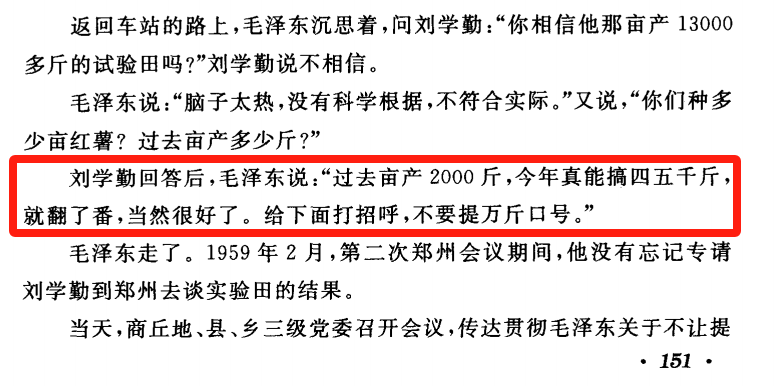 返回车站的路上，毛泽东沉思着，问刘学勤：“你相信他那亩产 13000
多斤的试验田吗？”刘学勤说不相信。
毛泽东说：“脑子太热，没有科学根据，不符合实际。”又说，“你们种多
少亩红薯？过去亩产多少斤？”
刘学勤回答后，毛泽东说：“过去亩产 2000 斤，今年真能搞四五千斤，
就翻了番，当然很好了。给下面打招呼，不要提万斤口号。”
毛泽东走了。1959 年 2 月，第二次郑州会议期间，他没有忘记专请
刘学勤到郑州去谈实验田的结果。
当天，商丘地、县、乡三级党委召开会议，传达贯彻毛泽东关于不让提
· 151 ·